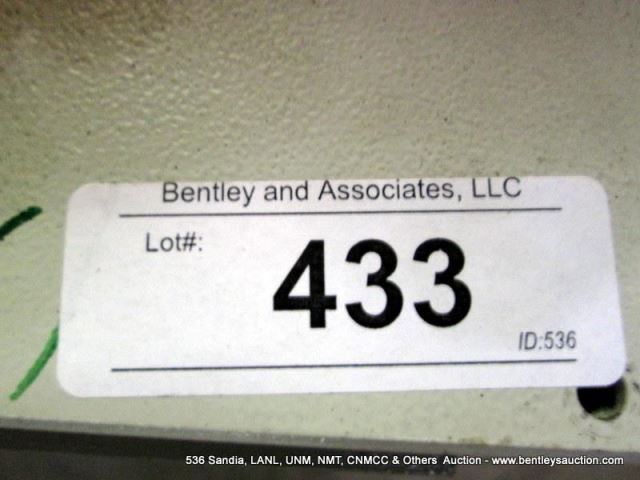 Bentley and Associates, LLC
Lot#:
433
ID:536
536 Sandia, LANL, UNM, NMT, CNMCC & Others Auction - www.bentleysauction.com